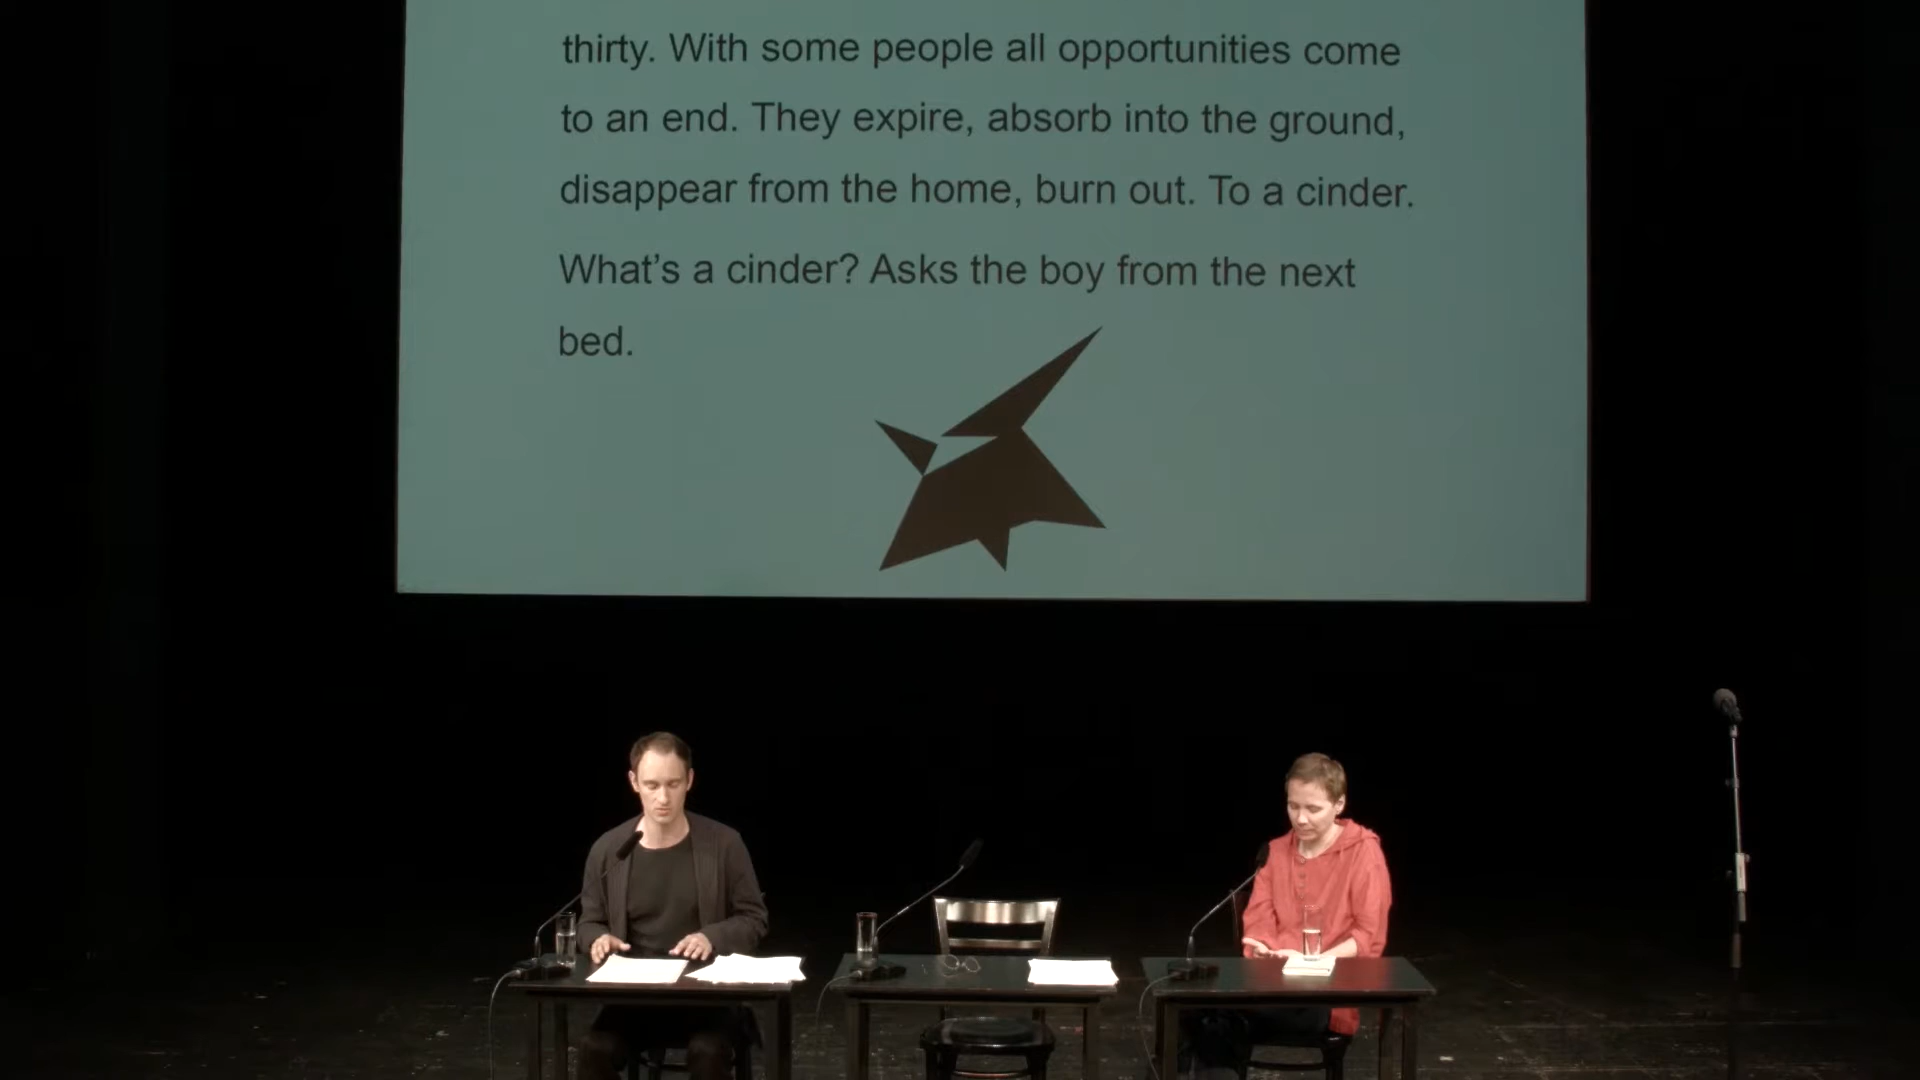 thirty. With some people all opportunities come
to an end. They expire, absorb into the ground,
disappear from the home, burn out. To a cinder.
What’s a cinder? Asks the boy from the next
bed.